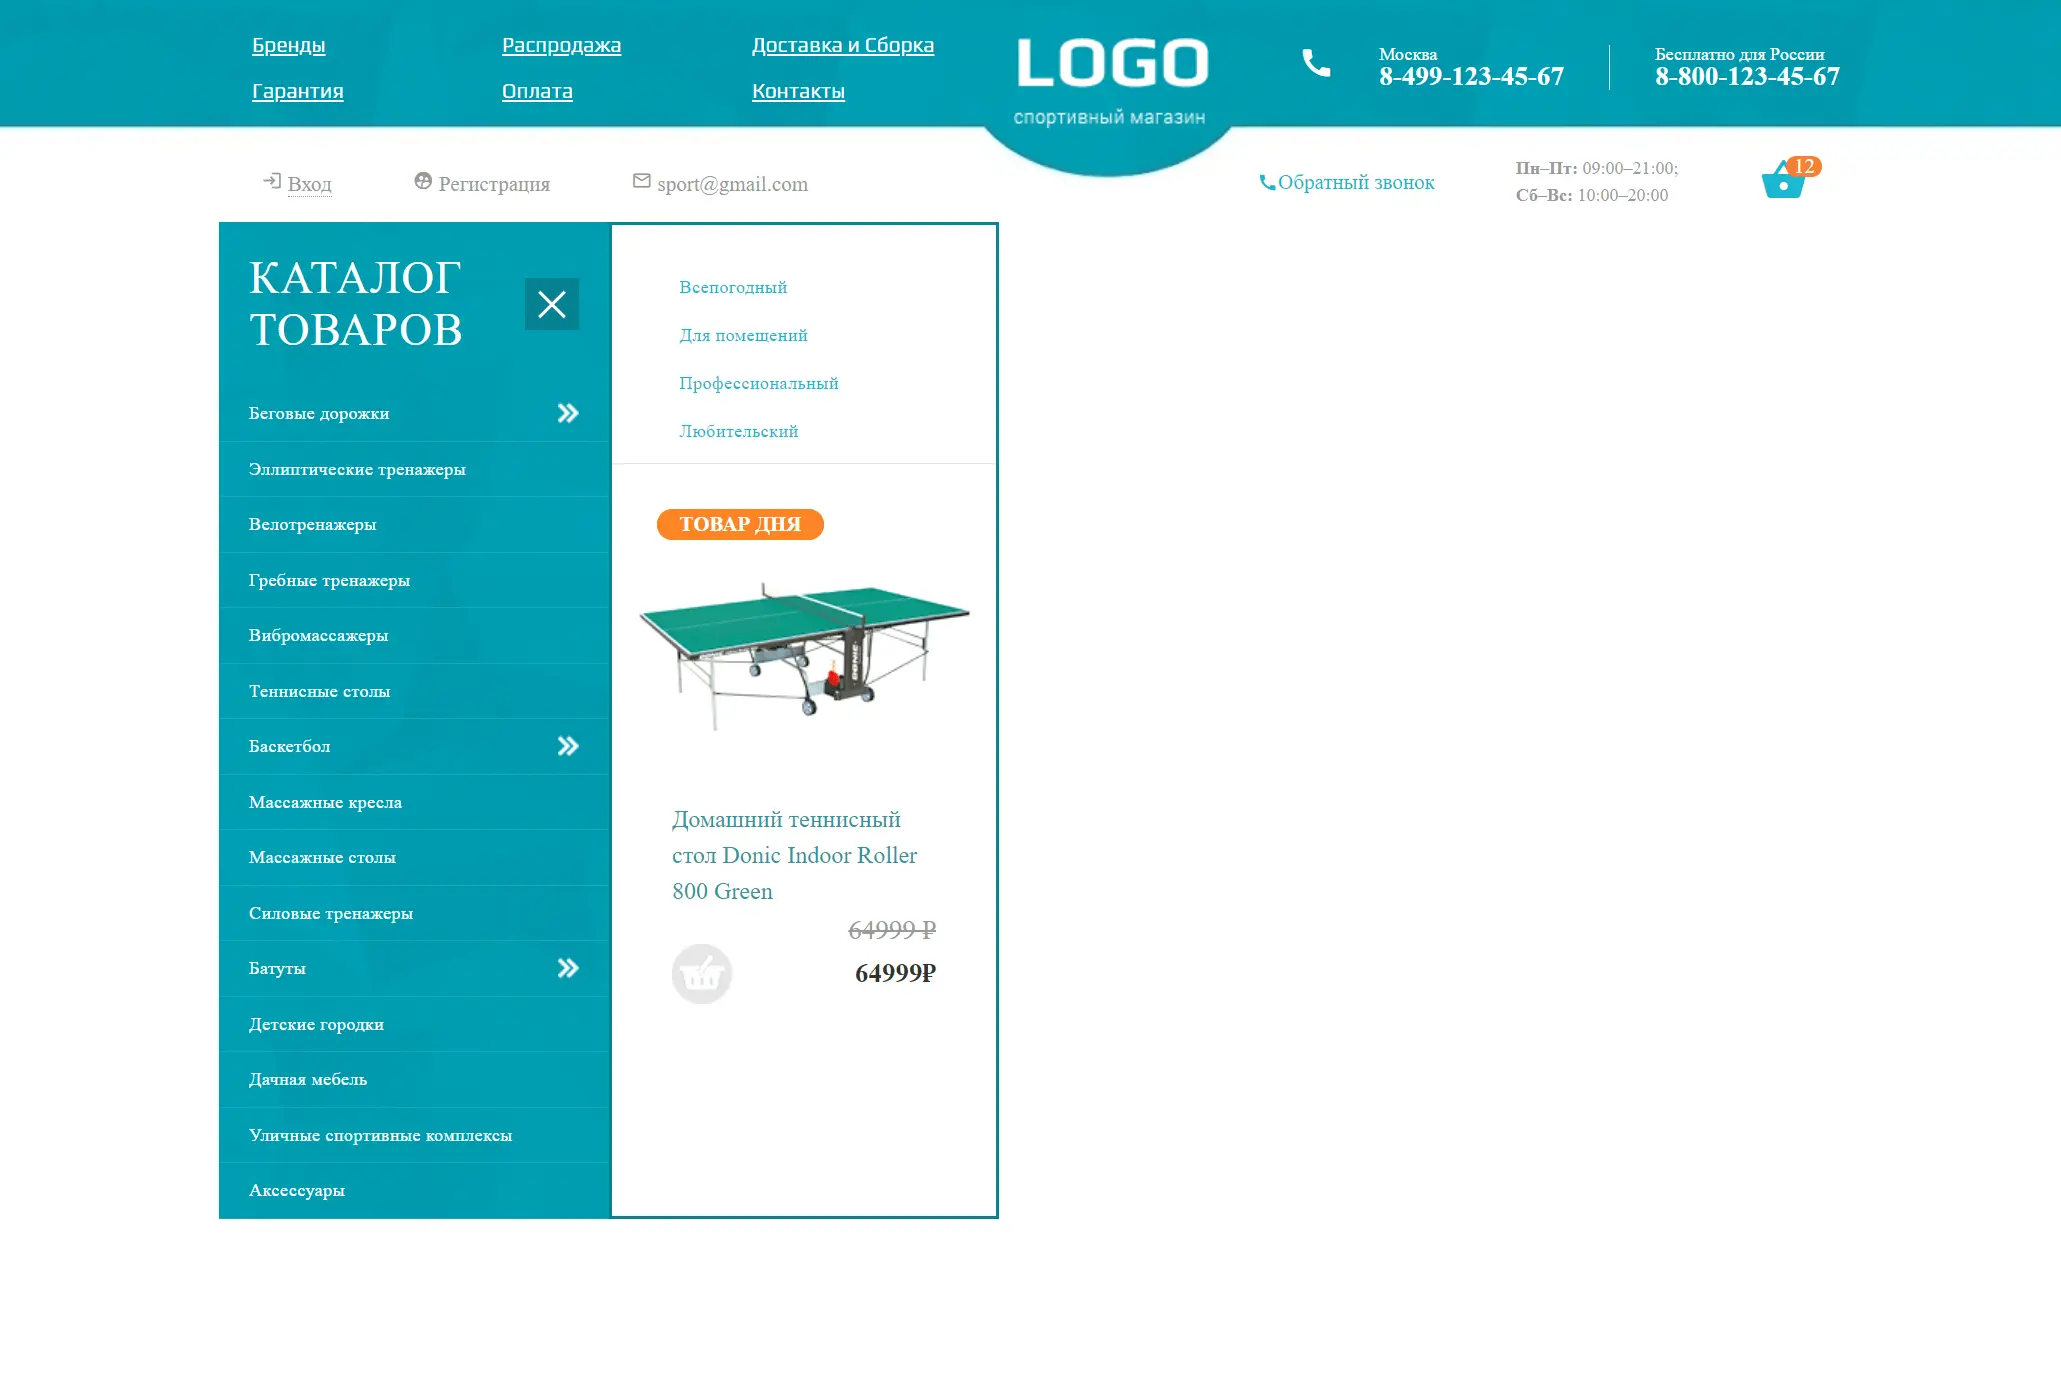 Бренды
Распродажа
Доставка и Сборка
Гарантия
Оплата
Контакты
LOGO
спортивный магазин
Москва
8-499-123-45-67
Бесплатно для России
8-800-123-45-67
Вход
Регистрация
sport@gmail.com
Обратный звонок
Пн–Пт: 09:00–21:00;
Сб–Вс: 10:00–20:00
12
КАТАЛОГ
ТОВАРОВ
Беговые дорожки
Эллиптические тренажеры
Велотренажеры
Гребные тренажеры
Вибромассажеры
Теннисные столы
Баскетбол
Массажные кресла
Массажные столы
Силовые тренажеры
Батуты
Детские городки
Дачная мебель
Уличные спортивные комплексы
Аксессуары
Всепогодный
Для помещений
Профессиональный
Любительский
ТОВАР ДНЯ
DONIC
Домашний теннисный
стол Donic Indoor Roller
800 Green
64999 ₽
64999₽